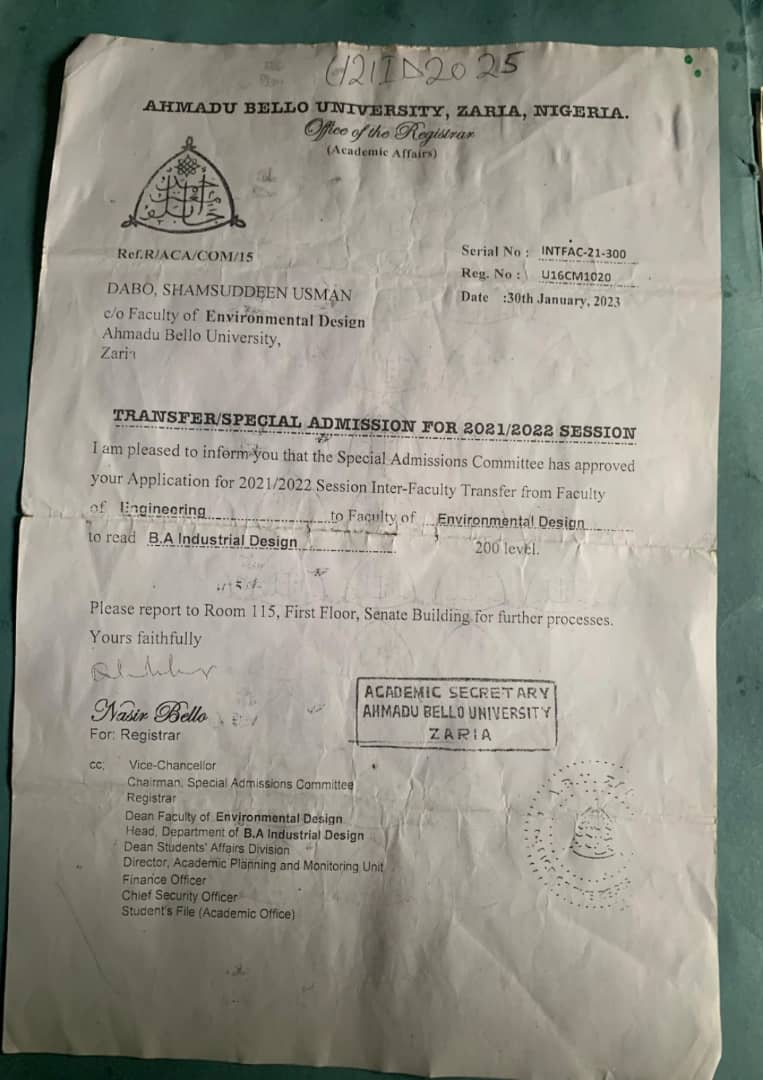 U21ID2025
AHMADU BELLO UNIVERSITY, ZARIA, NIGERIA.
Office of the Registrar
(Academic Affairs)
Ref.R/ACA/COM/15
Serial No : INTFAC-21-300
Reg. No : U16CM1020
Date :30th January, 2023
DABO, SHAMSUDDEEN USMAN
c/o Faculty of Environmental Design
Ahmadu Bello University,
Zaria
TRANSFER/SPECIAL ADMISSION FOR 2021/2022 SESSION
I am pleased to inform you that the Special Admissions Committee has approved
your Application for 2021/2022 Session Inter-Faculty Transfer from Faculty
of Engineering to Faculty of Environmental Design
to read B.A Industrial Design 200 level.
Please report to Room 115, First Floor, Senate Building for further processes.
Yours faithfully
Nasir Bello
For: Registrar
ACADEMIC SECRETARY
AHMADU BELLO UNIVERSITY
ZARIA
cc; Vice-Chancellor
Chairman, Special Admissions Committee
Registrar
Dean Faculty of Environmental Design
Head, Department of B.A Industrial Design
Dean Students' Affairs Division
Director, Academic Planning and Monitoring Unit
Finance Officer
Chief Security Officer
Student's File (Academic Office)